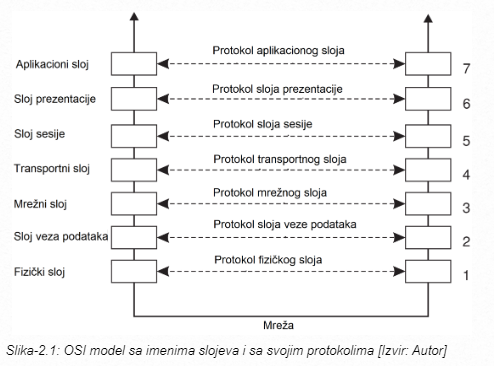 Aplikacioni sloj Protokol aplikacionog sloja 7
Sloj prezentacije Protokol sloja prezentacije 6
Sloj sesije Protokol sloja sesije 5
Transportni sloj Protokol transportnog sloja 4
Mrežni sloj Protokol mrežnog sloja 3
Sloj veza podataka Protokol sloja veze podataka 2
Fizički sloj Protokol fizičkog sloja 1
Mreža
Slika-2.1: OSI model sa imenima slojeva i sa svojim protokolima [Izvir: Autor]